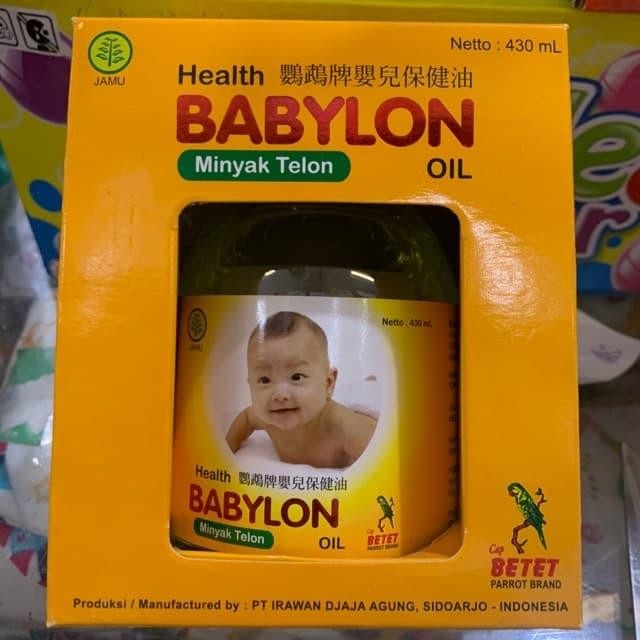 Netto : 430 mL
JAMU
Health 鸚鵡牌嬰兒保健油
BABYLON
Minyak Telon OIL
Netto : 430 mL
JAMU
Health 鸚鵡牌嬰兒保健油
BABYLON
Minyak Telon OIL
Cap
BETET
PARROT BRAND
Cap
BETET
PARROT BRAND
Produksi / Manufactured by : PT IRAWAN DJAJA AGUNG, SIDOARJO - INDONESIA